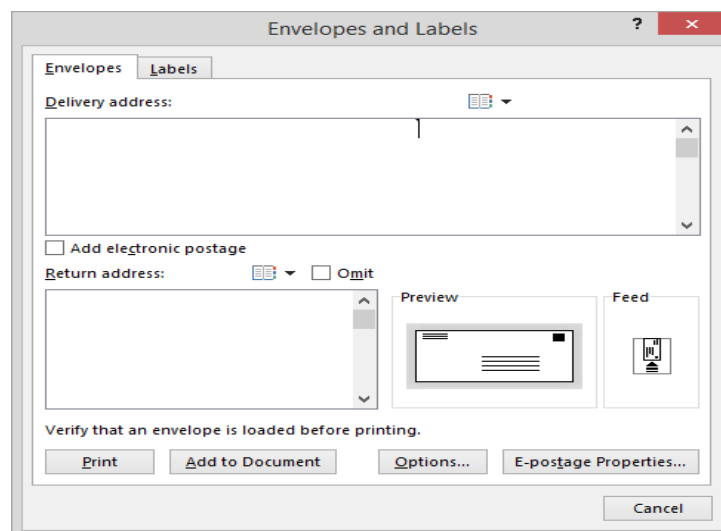 Envelopes and Labels ?
Envelopes Labels
Delivery address:
Add electronic postage
Return address: Omit
Preview Feed
Verify that an envelope is loaded before printing.
Print Add to Document Options... E-postage Properties...
Cancel